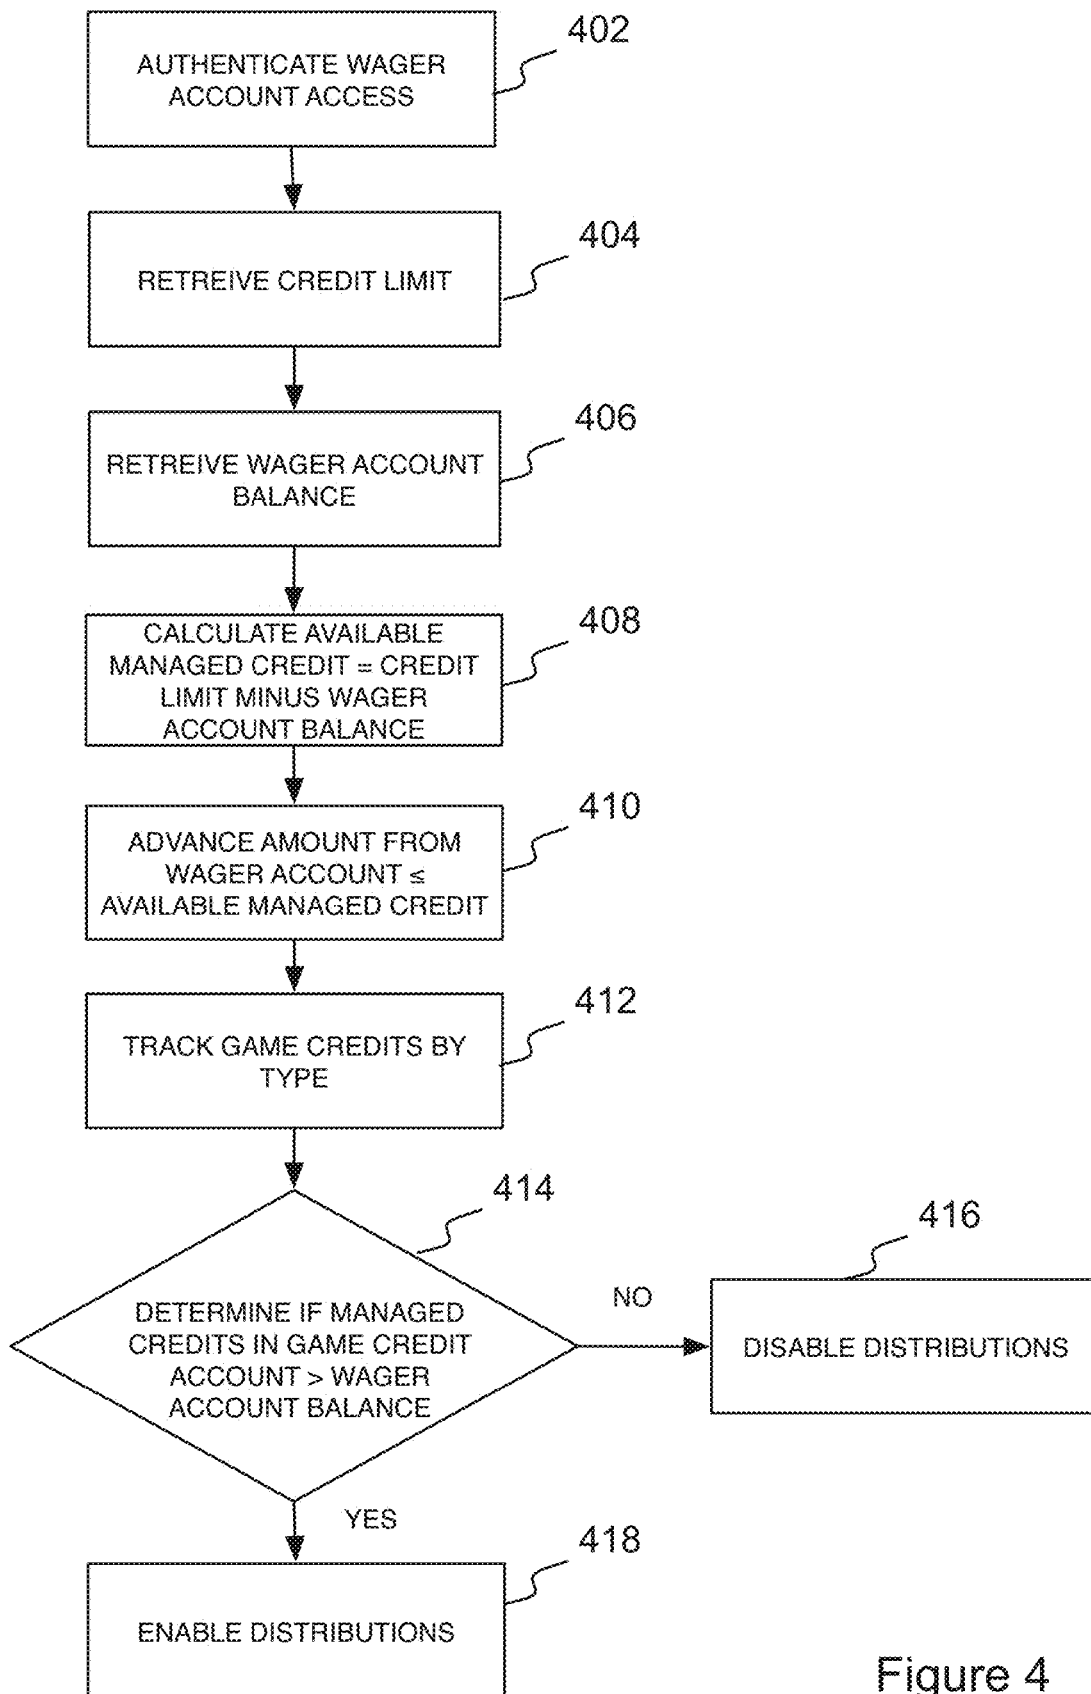 402
AUTHENTICATE WAGER
ACCOUNT ACCESS
404
RETREIVE CREDIT LIMIT
406
RETREIVE WAGER ACCOUNT
BALANCE
408
CALCULATE AVAILABLE
MANAGED CREDIT = CREDIT
LIMIT MINUS WAGER
ACCOUNT BALANCE
410
ADVANCE AMOUNT FROM
WAGER ACCOUNT ≤
AVAILABLE MANAGED CREDIT
412
TRACK GAME CREDITS BY
TYPE
414
DETERMINE IF MANAGED
CREDITS IN GAME CREDIT
ACCOUNT > WAGER
ACCOUNT BALANCE
NO
416
DISABLE DISTRIBUTIONS
YES
418
ENABLE DISTRIBUTIONS
Figure 4